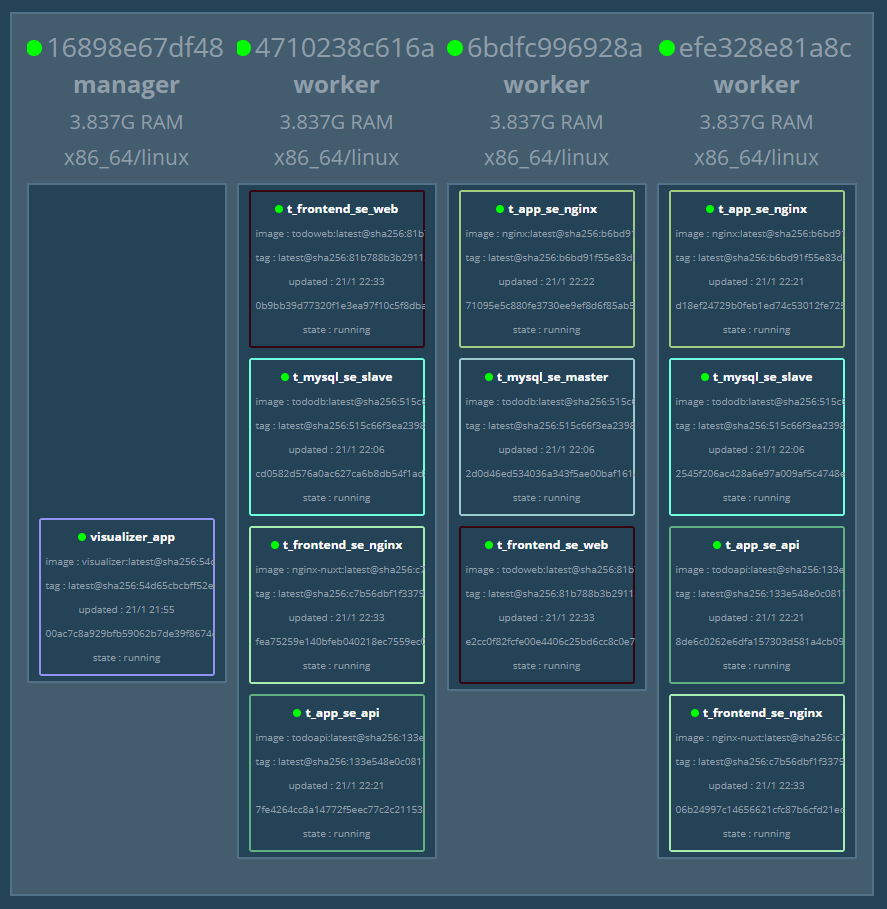 16898e67df48
manager
3.837G RAM
x86_64/linux
visualizer_app
image : visualizer:latest@sha256:54
tag : latest@sha256:54d65cbcbff52e
updated : 21/1 21:55
00ac7c8a929bfb59062b7de39f8674
state : running
4710238c616a
worker
3.837G RAM
x86_64/linux
t_frontend_se_web
image : todoweb:latest@sha256:81b
tag : latest@sha256:81b788b3b2911
updated : 21/1 22:33
0b9bb39d77320f1e3ea97f10c5f8dba
state : running
t_mysql_se_slave
image : tododb:latest@sha256:515c
tag : latest@sha256:515c66f3ea2398
updated : 21/1 22:06
cd0582d576a0ac627ca6b8db54f1ad
state : running
t_frontend_se_nginx
image : nginx-nuxt:latest@sha256:c7
tag : latest@sha256:c7b56dbf1f3379
updated : 21/1 22:33
fea75259e140bfeb040218ec7559ec
state : running
t_app_se_api
image : todoapi:latest@sha256:133e
tag : latest@sha256:133e548e0c081
updated : 21/1 22:21
7fe4264cc8a14772f5eec77c2c21153
state : running
6bdfc996928a
worker
3.837G RAM
x86_64/linux
t_app_se_nginx
image : nginx:latest@sha256:b6bd91
tag : latest@sha256:b6bd91f55e83d
updated : 21/1 22:22
71095e5c880fe3730ee9ef8d6f85ab5
state : running
t_mysql_se_master
image : tododb:latest@sha256:515c
tag : latest@sha256:515c66f3ea2398
updated : 21/1 22:06
2d0d46ed534036a343f5ae00baf161
state : running
t_frontend_se_web
image : todoweb:latest@sha256:81b
tag : latest@sha256:81b788b3b2911
updated : 21/1 22:33
e2cc0f82fcfe00e4406c25bd6cc8c0e7
state : running
efe328e81a8c
worker
3.837G RAM
x86_64/linux
t_app_se_nginx
image : nginx:latest@sha256:b6bd91
tag : latest@sha256:b6bd91f55e83d
updated : 21/1 22:21
d18ef24729b0feb1ed74c53012fe725
state : running
t_mysql_se_slave
image : tododb:latest@sha256:515c
tag : latest@sha256:515c66f3ea2398
updated : 21/1 22:06
2545f206ac428a6e97a009af5c4748e
state : running
t_app_se_api
image : todoapi:latest@sha256:133e
tag : latest@sha256:133e548e0c081
updated : 21/1 22:21
8de6c0262e6dfa157303d581a4cb09
state : running
t_frontend_se_nginx
image : nginx-nuxt:latest@sha256:c7
tag : latest@sha256:c7b56dbf1f3379
updated : 21/1 22:33
06b24997c14656621cfc87b6cfd21ec
state : running